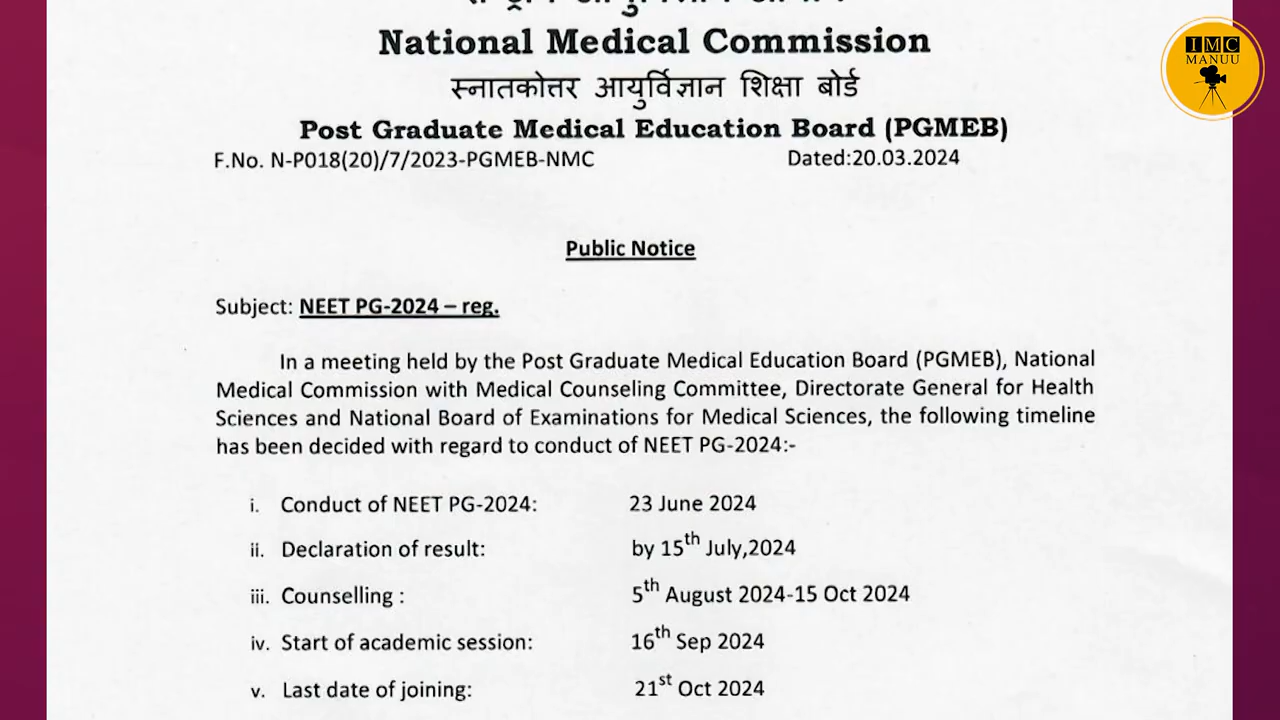 National Medical Commission
स्नातकोत्तर आयुर्विज्ञान शिक्षा बोर्ड
Post Graduate Medical Education Board (PGMEB)
F.No. N-P018(20)/7/2023-PGMEB-NMC Dated:20.03.2024
Public Notice
Subject: NEET PG-2024 – reg.
In a meeting held by the Post Graduate Medical Education Board (PGMEB), National
Medical Commission with Medical Counseling Committee, Directorate General for Health
Sciences and National Board of Examinations for Medical Sciences, the following timeline
has been decided with regard to conduct of NEET PG-2024:-
i. Conduct of NEET PG-2024: 23 June 2024
ii. Declaration of result: by 15th July,2024
iii. Counselling : 5th August 2024-15 Oct 2024
iv. Start of academic session: 16th Sep 2024
v. Last date of joining: 21st Oct 2024
IMC
MANUU